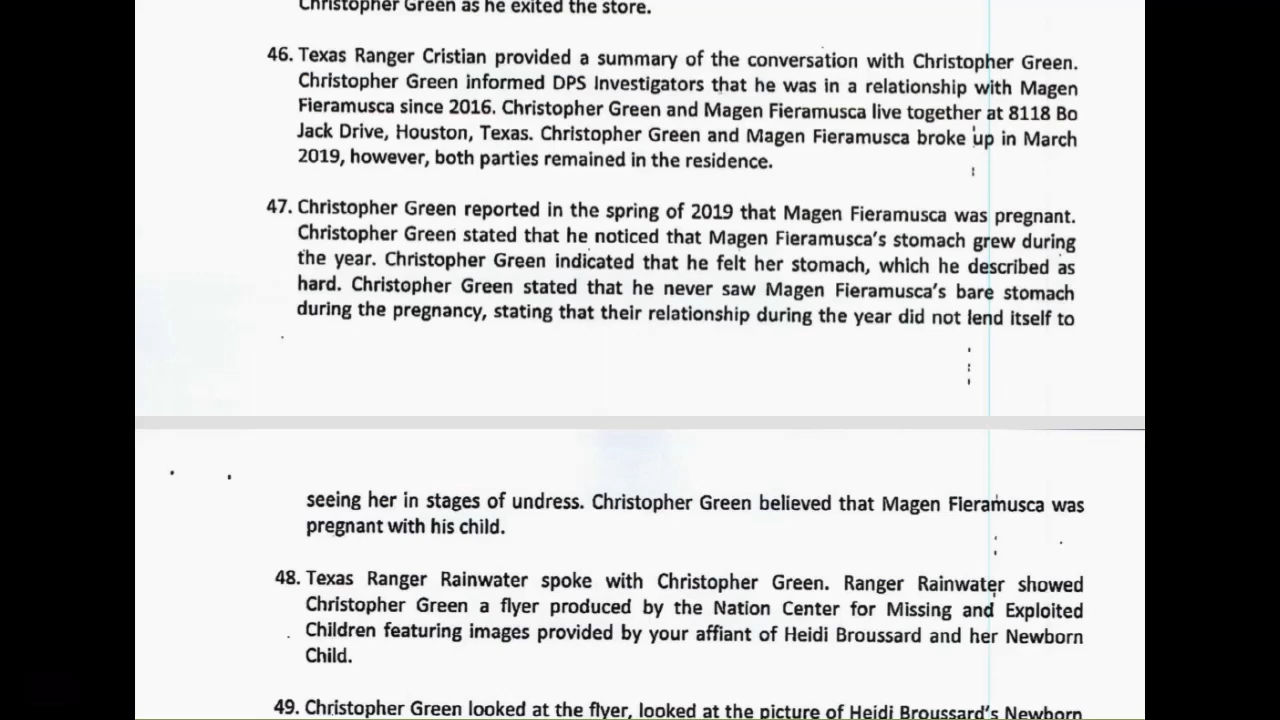 Christopher Green as he exited the store.
46. Texas Ranger Cristian provided a summary of the conversation with Christopher Green.
Christopher Green informed DPS Investigators that he was in a relationship with Magen
Fieramusca since 2016. Christopher Green and Magen Fieramusca live together at 8118 Bo
Jack Drive, Houston, Texas. Christopher Green and Magen Fieramusca broke up in March
2019, however, both parties remained in the residence.
47. Christopher Green reported in the spring of 2019 that Magen Fieramusca was pregnant.
Christopher Green stated that he noticed that Magen Fieramusca's stomach grew during
the year. Christopher Green indicated that he felt her stomach, which he described as
hard. Christopher Green stated that he never saw Magen Fieramusca's bare stomach
during the pregnancy, stating that their relationship during the year did not lend itself to
seeing her in stages of undress. Christopher Green believed that Magen Fieramusca was
pregnant with his child.
48. Texas Ranger Rainwater spoke with Christopher Green. Ranger Rainwater showed
Christopher Green a flyer produced by the Nation Center for Missing and Exploited
Children featuring images provided by your affiant of Heidi Broussard and her Newborn
Child.
49. Christopher Green looked at the flyer, looked at the picture of Heidi Broussard's Newborn